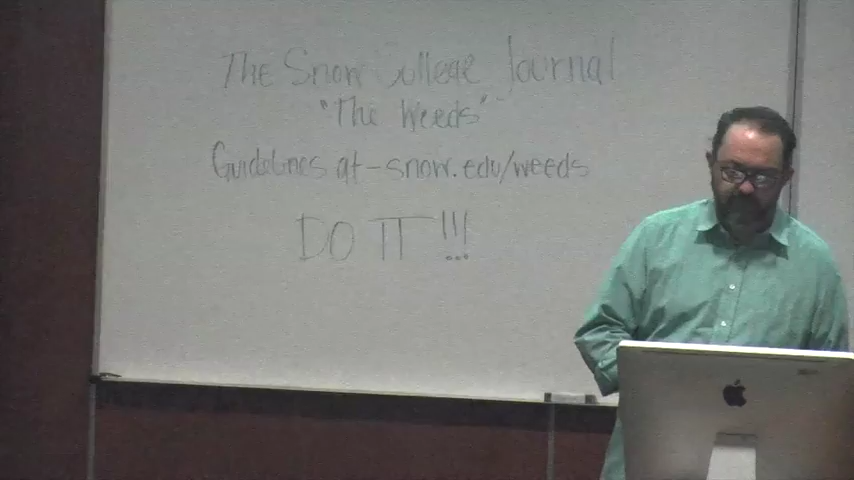 The Snow College Journal
"The Weeds"
Guidelines at - snow.edu/weeds
DO IT!!!